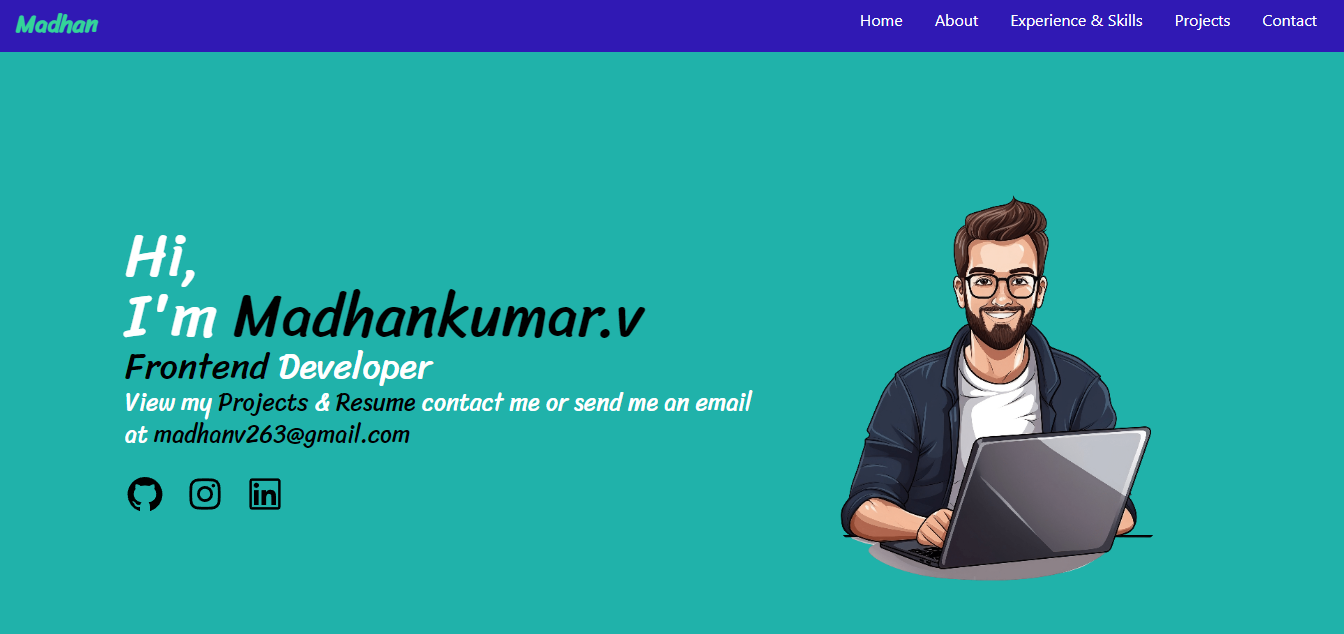 Madhan
Home About Experience & Skills Projects Contact
Hi,
I'm Madhankumar.v
Frontend Developer
View my Projects & Resume contact me or send me an email
at madhanv263@gmail.com
in